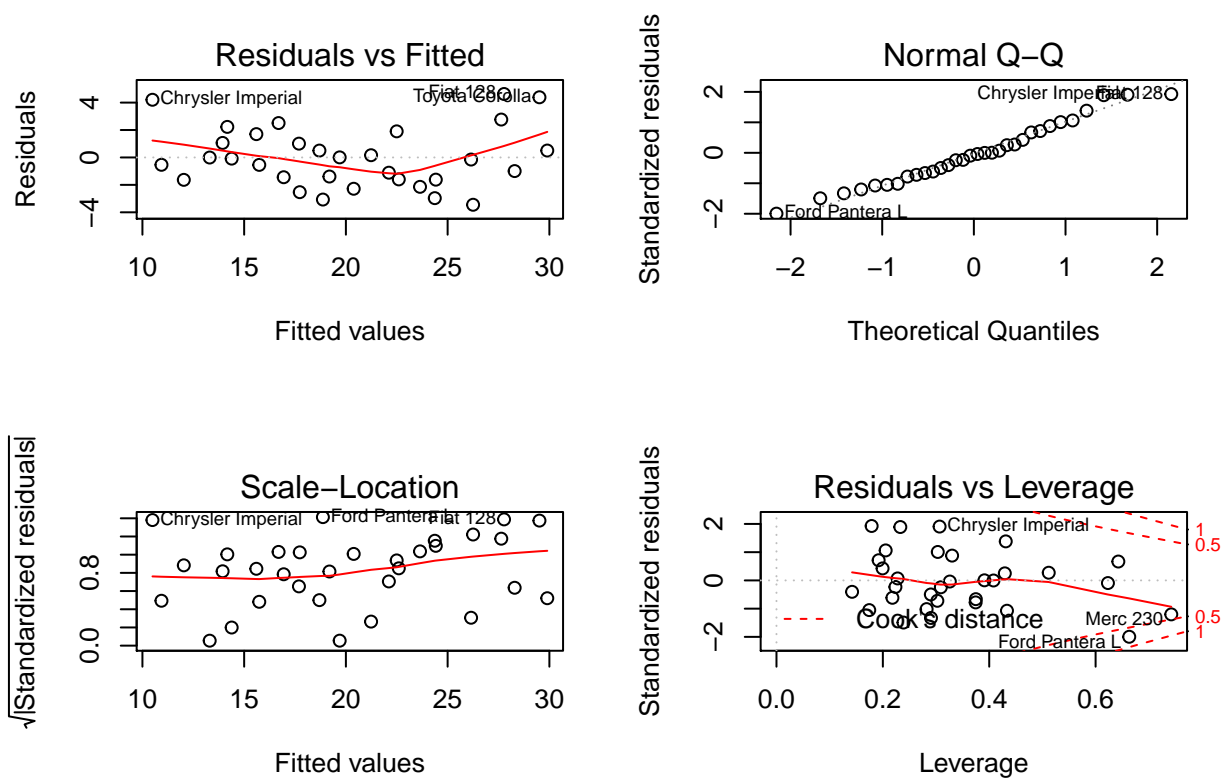 Residuals vs Fitted
Residuals
4
0
−4
Chrysler Imperial
Fiat 128
Toyota Corolla
10 15 20 25 30
Fitted values
Normal Q−Q
Standardized residuals
2
0
−2
Chrysler Imperial
Fiat 128
Ford Pantera L
−2 −1 0 1 2
Theoretical Quantiles
Scale−Location
√|Standardized residuals|
0.8
0.0
Chrysler Imperial
Ford Pantera L
Fiat 128
10 15 20 25 30
Fitted values
Residuals vs Leverage
Standardized residuals
2
0
−2
Chrysler Imperial
1
0.5
0.5
1
Cook's distance
Merc 230
Ford Pantera L
0.0 0.2 0.4 0.6
Leverage